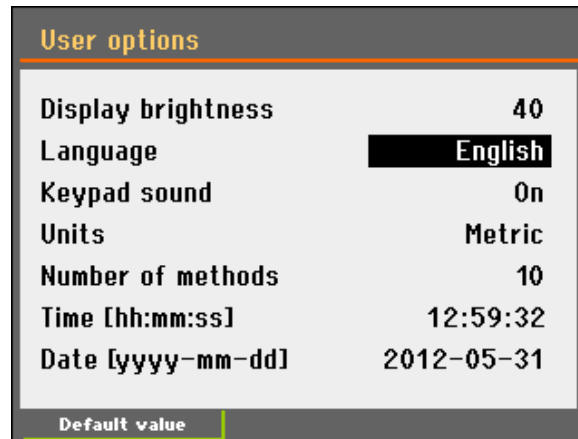 User options
Display brightness 40
Language English
Keypad sound On
Units Metric
Number of methods 10
Time [hh:mm:ss] 12:59:32
Date [yyyy-mm-dd] 2012-05-31
Default value